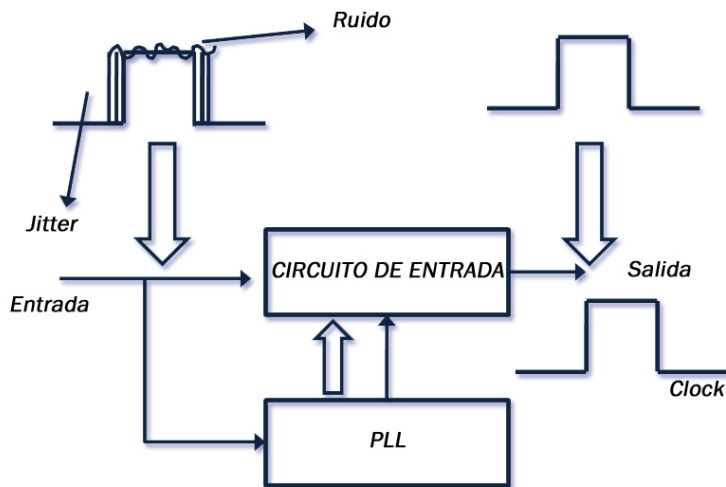 Ruido
Jitter
CIRCUITO DE ENTRADA
Salida
Entrada
Clock
PLL